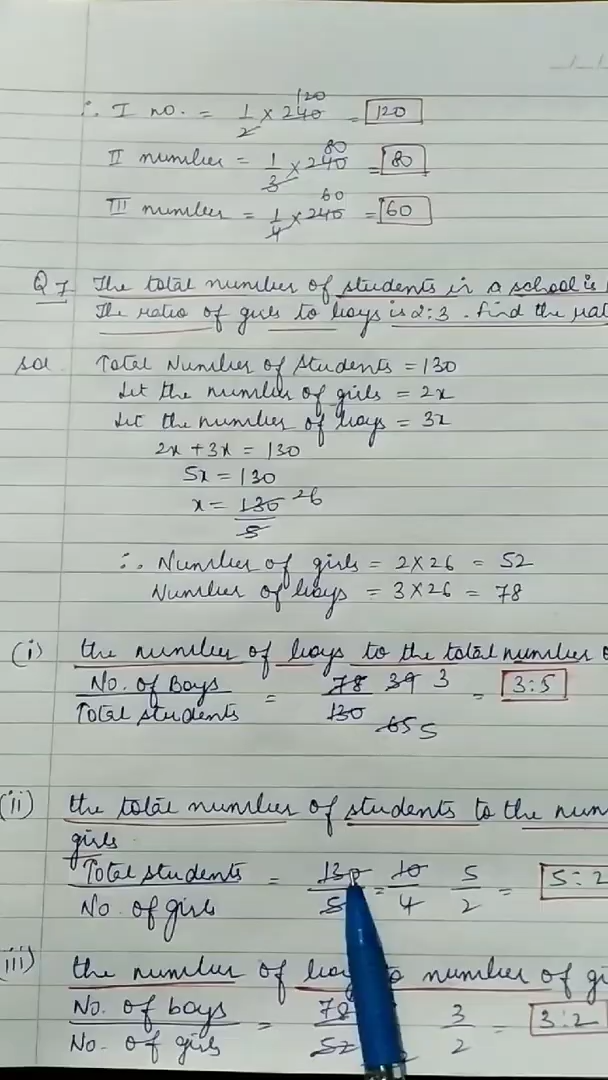 ∴ I no. = 1/2 × 240 120 = 120
II number = 1/3 × 240 80 = 80
III number = 1/4 × 240 60 = 60
Q7 The total number of students in a school is
The ratio of girls to boys is 2:3. find the
sol Total Number of Students = 130
Let the number of girls = 2x
Let the number of boys = 3x
2x + 3x = 130
5x = 130
x = 130/5 26
∴ Number of girls = 2×26 = 52
Number of boys = 3×26 = 78
(i) the number of boys to the total number
No. of Boys/Total students = 78/130 39/65 3/5 = 3:5
(ii) the total number of students to the
girls
Total students/No. of girls = 130/5 = 10/4 5/2 = 5:2
(iii) the number of boys to number of
No. of boys/No. of girls = 78/52 3/2 = 3:2